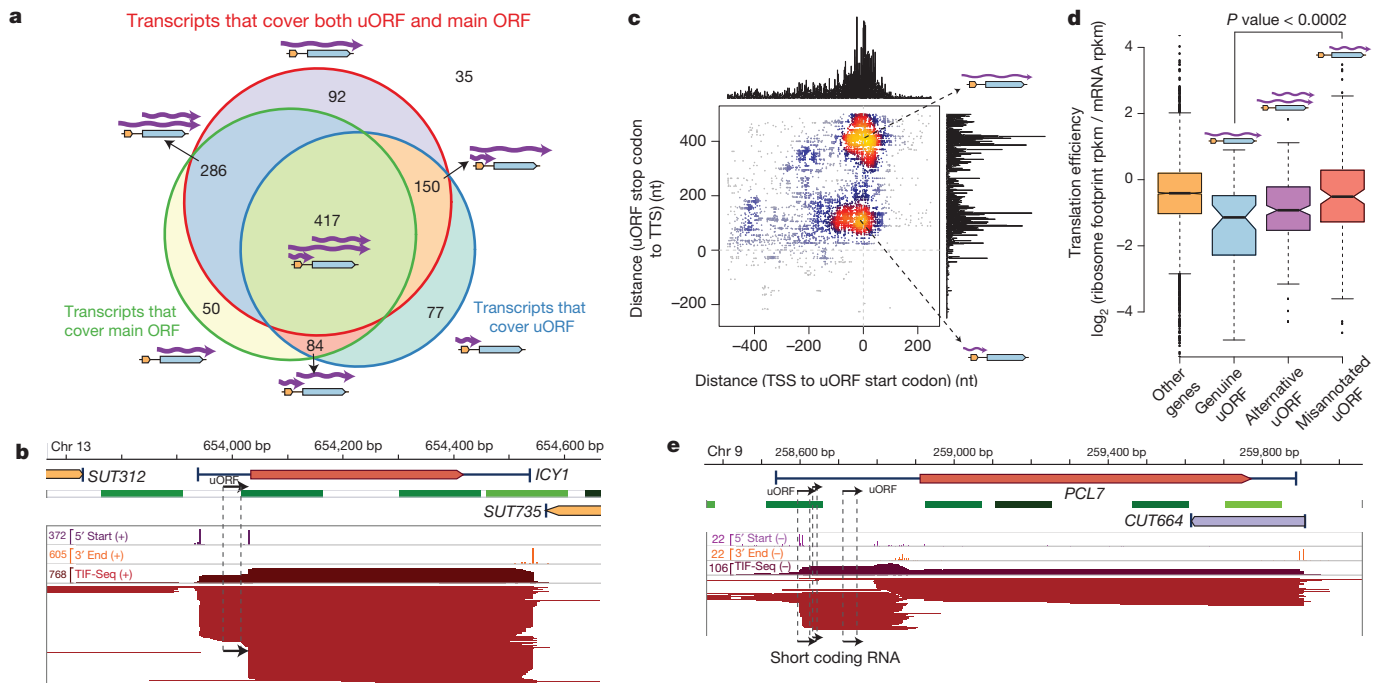 a
Transcripts that cover both uORF and main ORF
35
92
286
150
417
Transcripts that
cover main ORF
50
77
Transcripts that
cover uORF
84
b
Chr 13
654,000 bp
654,200 bp
654,400 bp
654,600 bp
SUT312
ICY1
uORF
SUT735
372
5′ Start (+)
605
3′ End (+)
768
TIF-Seq (+)
c
Distance (uORF stop codon
to TTS) (nt)
400
200
0
−200
−400
−200
0
200
Distance (TSS to uORF start codon) (nt)
d
P value < 0.0002
Translation efficiency
log2 (ribosome footprint rpkm / mRNA rpkm)
4
2
0
−2
−4
Other
genes
Genuine
uORF
Alternative
uORF
Misannotated
uORF
e
Chr 9
258,600 bp
259,000 bp
259,400 bp
259,800 bp
uORF
uORF
PCL7
CUT664
22
5′ Start (−)
22
3′ End (−)
106
TIF-Seq (−)
Short coding RNA